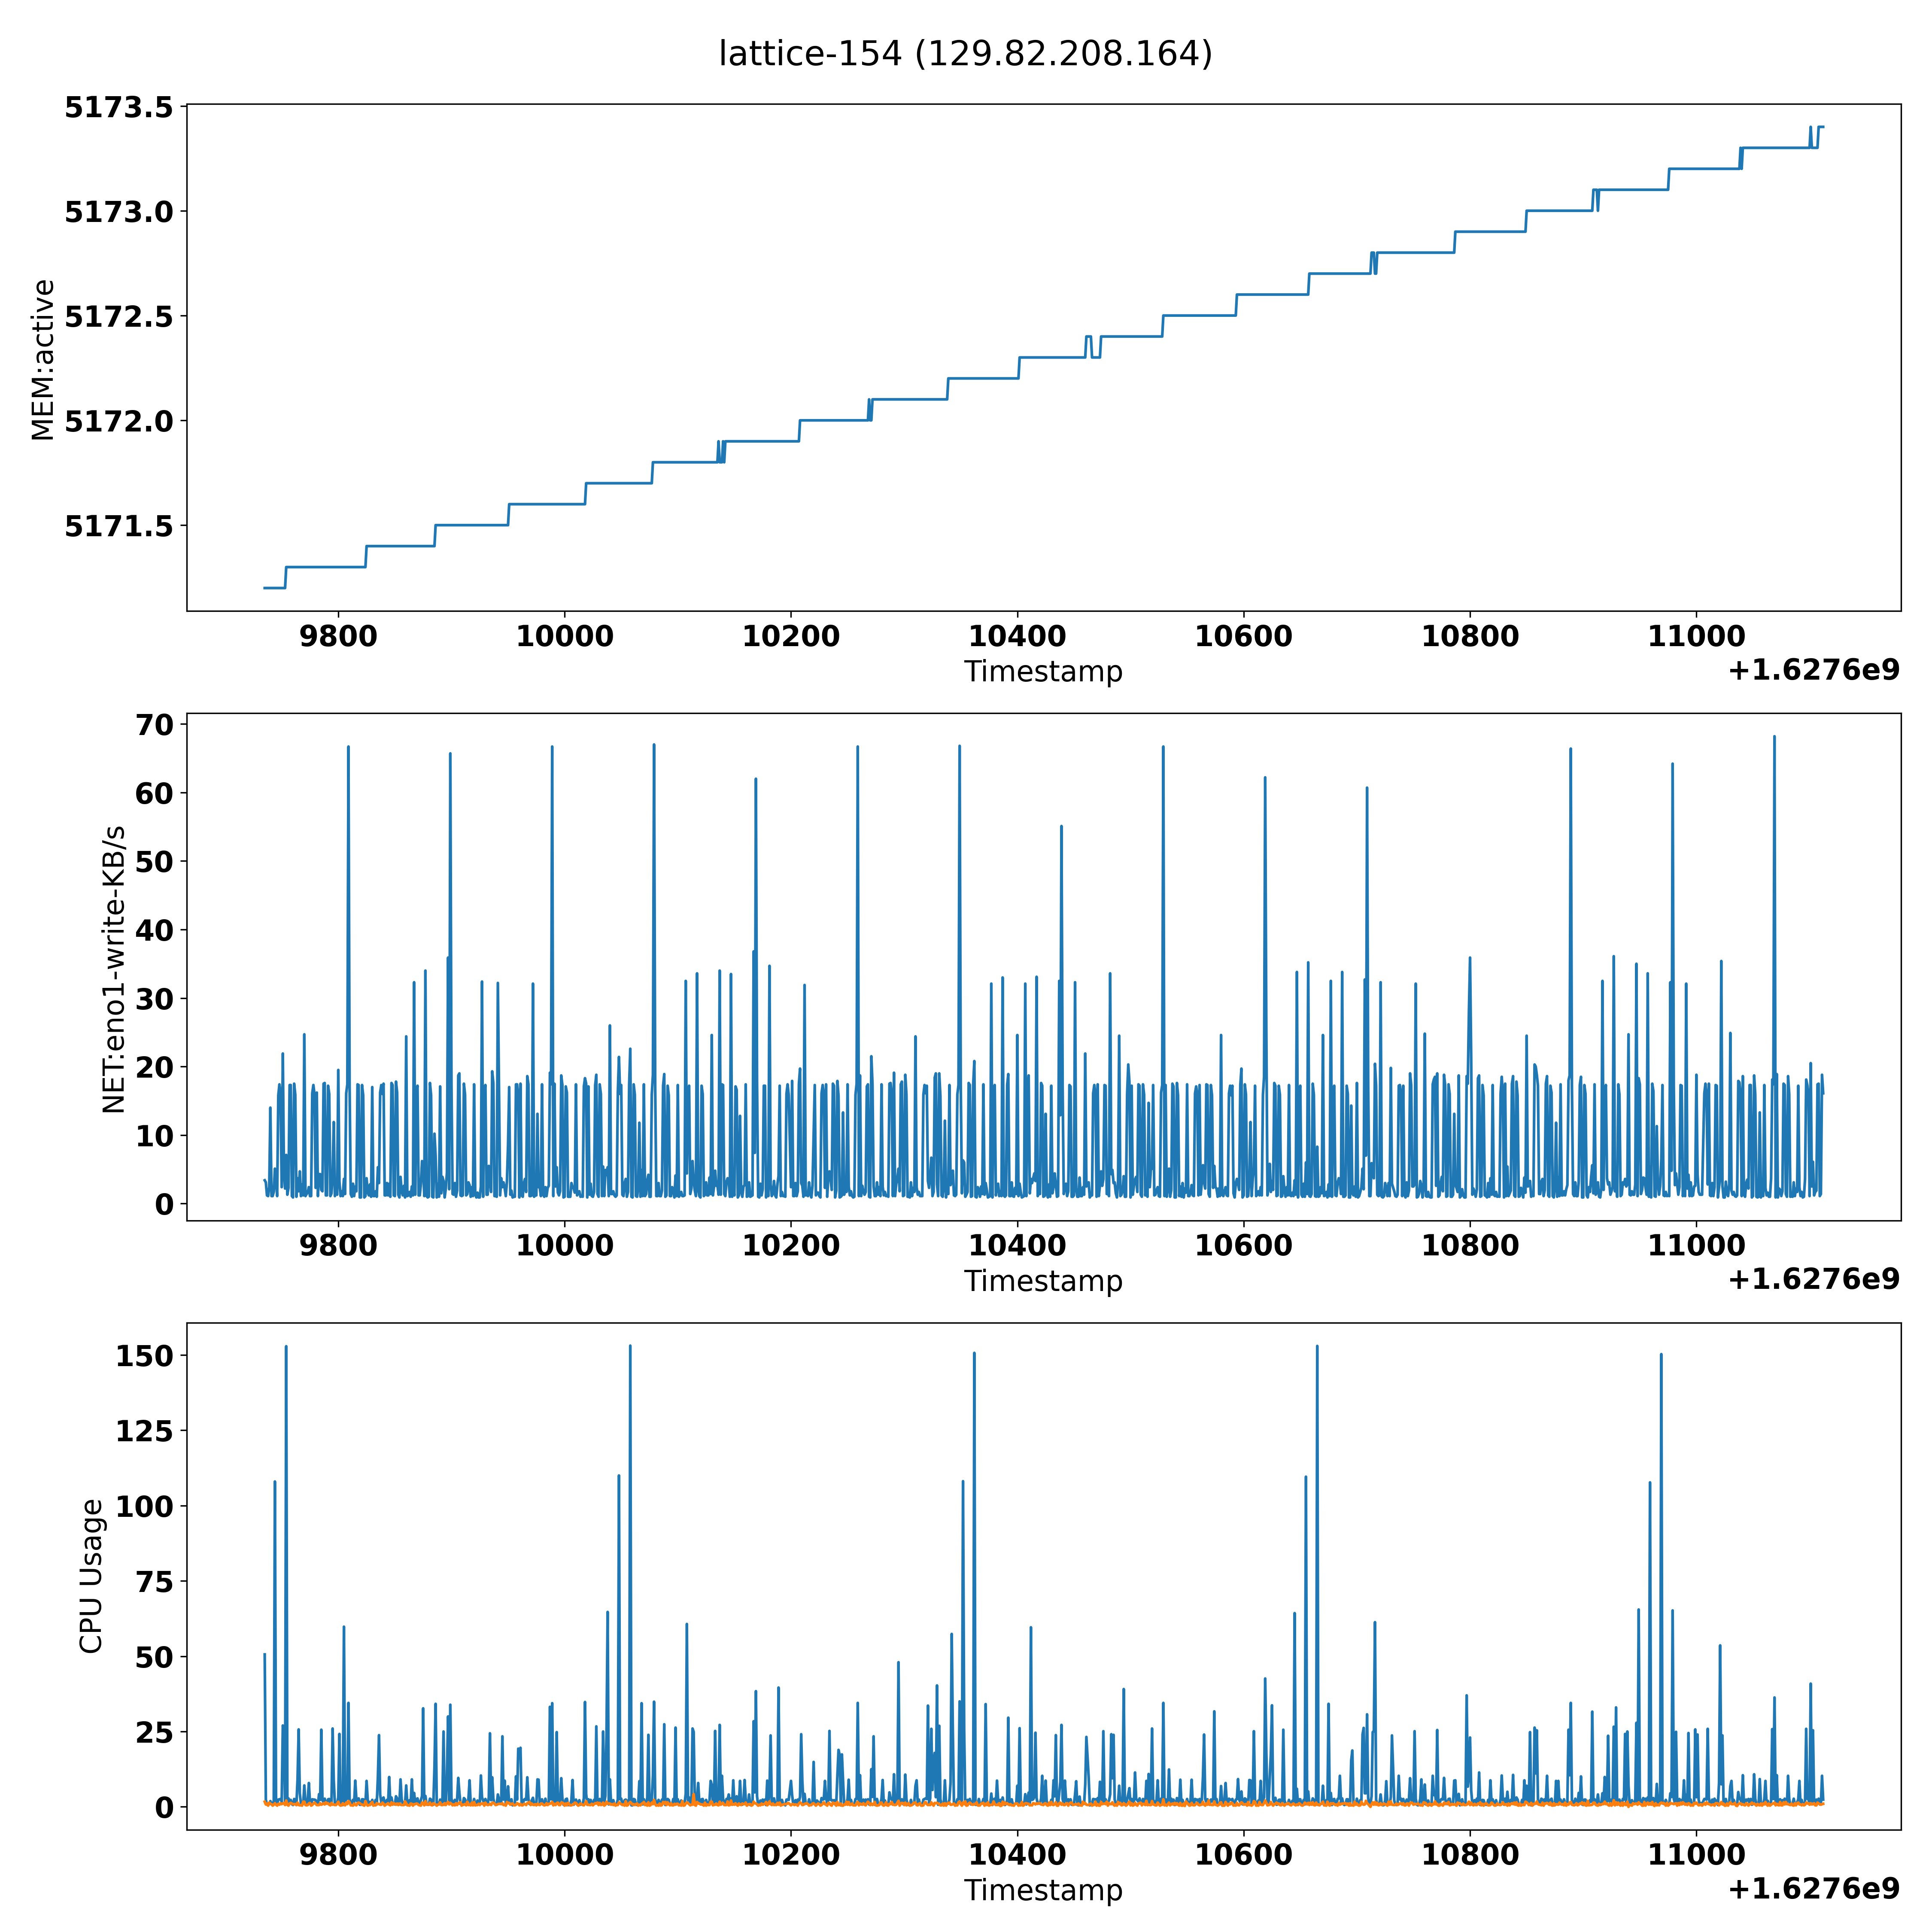 lattice-154 (129.82.208.164)
5173.5
5173.0
5172.5
5172.0
5171.5
MEM:active
9800 10000 10200 10400 10600 10800 11000
Timestamp
+1.6276e9
70
60
50
40
30
20
10
0
NET:eno1-write-KB/s
9800 10000 10200 10400 10600 10800 11000
Timestamp
+1.6276e9
150
125
100
75
50
25
0
CPU Usage
9800 10000 10200 10400 10600 10800 11000
Timestamp
+1.6276e9